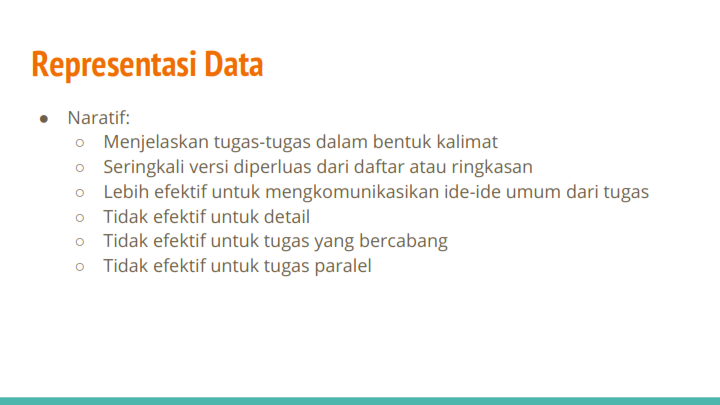 Representasi Data
● Naratif:
○ Menjelaskan tugas-tugas dalam bentuk kalimat
○ Seringkali versi diperluas dari daftar atau ringkasan
○ Lebih efektif untuk mengkomunikasikan ide-ide umum dari tugas
○ Tidak efektif untuk detail
○ Tidak efektif untuk tugas yang bercabang
○ Tidak efektif untuk tugas paralel